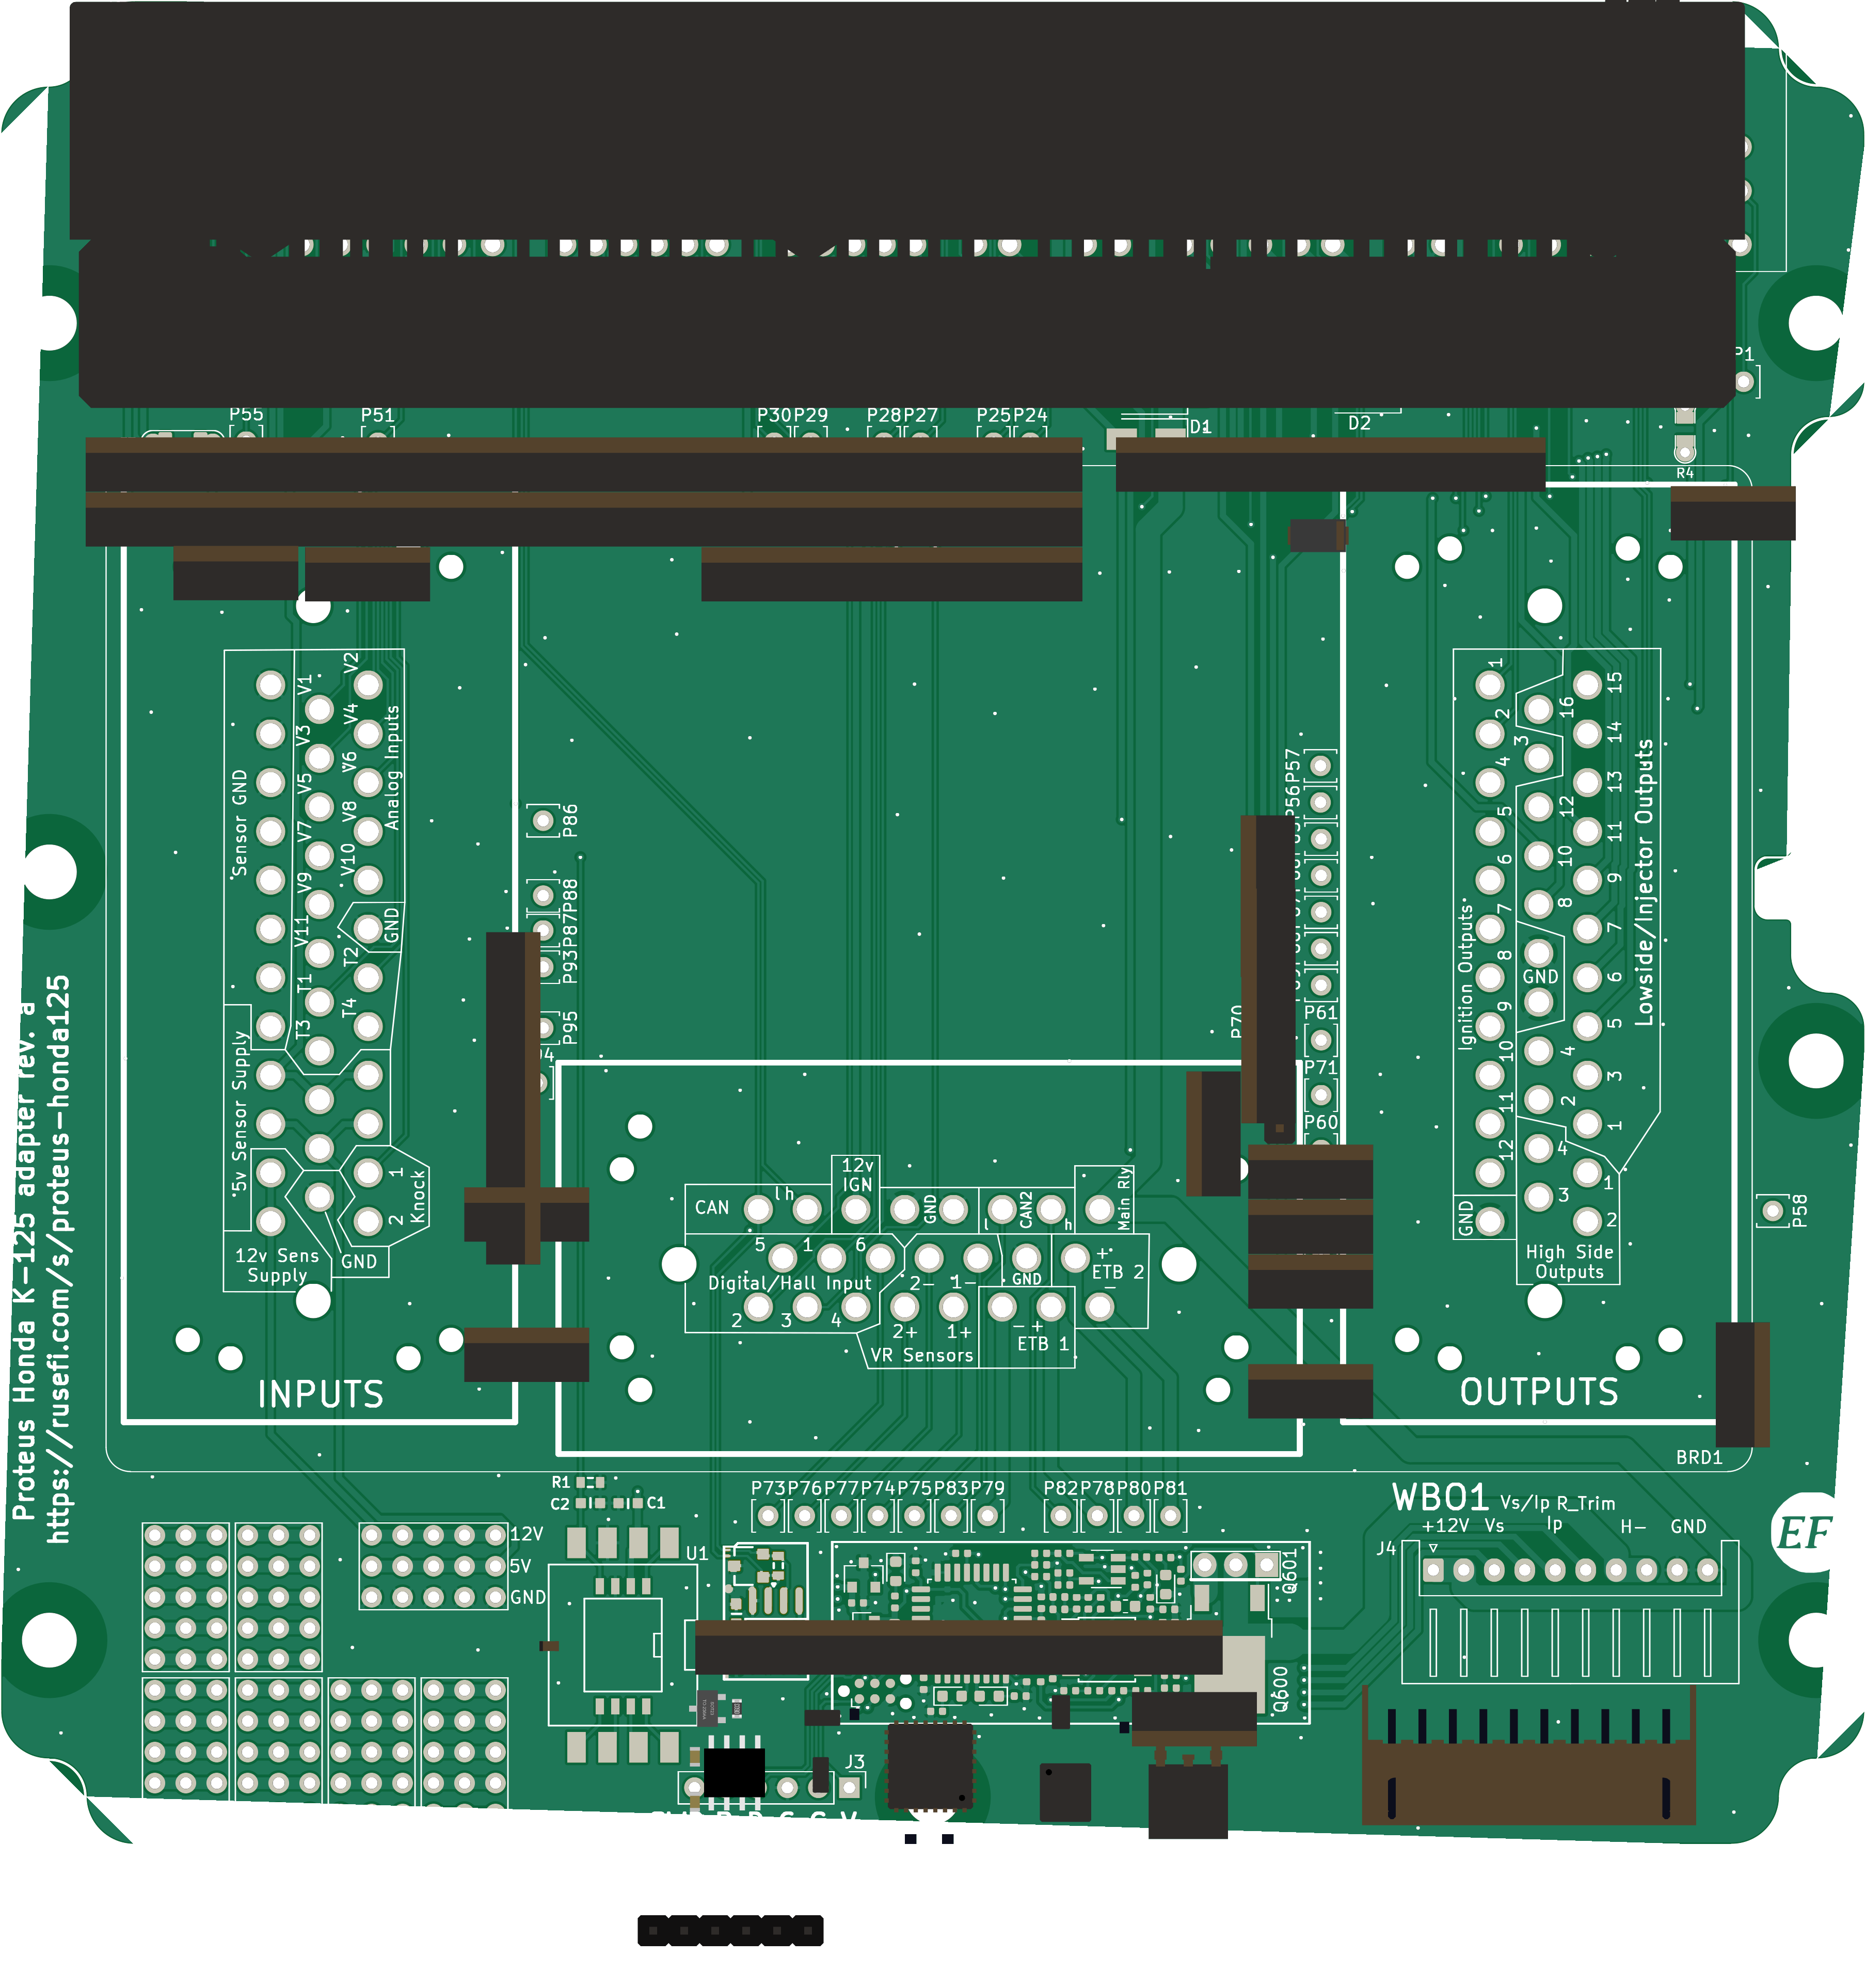 P1
P55
P51
P30
P29
P28
P27
P25
P24
D1
D2
R4
V1
V2
V3
V4
V5
V6
V7
V8
V9
V10
V11
GND
T1
T2
T3
T4
Sensor GND
Analog Inputs
5v Sensor Supply
1
2
Knock
12v Sens
Supply
GND
INPUTS
P86
P88
P87
P93
P95
P57
P56
P61
P71
P60
P70
P58
CAN
l h
12v
IGN
GND
CAN2
l
h
Main Rly
5
1
6
Digital/Hall Input
2
3
4
2-
1-
2+
1+
VR Sensors
GND
+
ETB 2
-
- +
ETB 1
1
2
3
4
5
6
7
8
9
10
11
12
Ignition Outputs
GND
16
15
14
13
12
11
10
9
8
7
6
5
4
3
2
1
GND
Lowside/Injector Outputs
4
3
1
2
High Side
Outputs
OUTPUTS
BRD1
Proteus Honda K-125 adapter rev. a
https://rusefi.com/s/proteus-honda125
R1
C2
C1
P73
P76
P77
P74
P75
P83
P79
P82
P78
P80
P81
12V
5V
GND
U1
Q601
Q600
J3
WBO1
Vs/Ip R_Trim
+12V
Vs
Ip
H-
GND
J4
EF